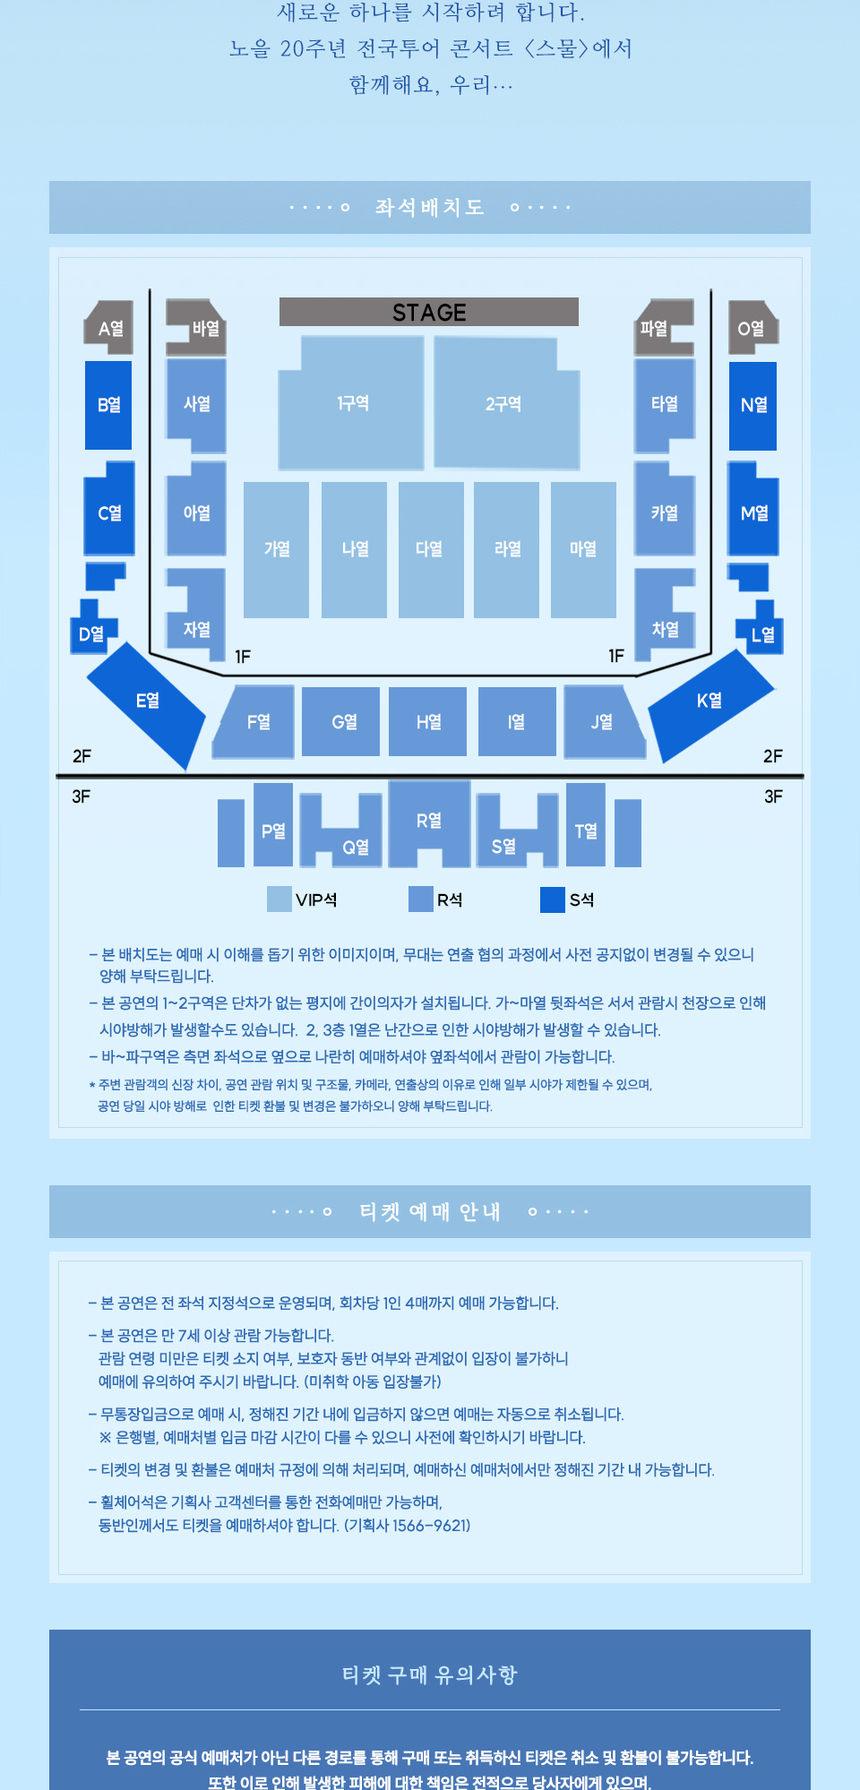 새로운 하나를 시작하려 합니다.
노을 20주년 전국투어 콘서트 〈스물〉에서
함께해요, 우리…
좌석배치도
STAGE
A열
바열
파열
O열
B열
사열
1구역
2구역
타열
N열
C열
아열
가열
나열
다열
라열
마열
카열
M열
D열
자열
차열
L열
1F
1F
E열
F열
G열
H열
I열
J열
K열
2F
2F
3F
3F
P열
Q열
R열
S열
T열
VIP석
R석
S석
– 본 배치도는 예매 시 이해를 돕기 위한 이미지이며, 무대는 연출 협의 과정에서 사전 공지없이 변경될 수 있으니
양해 부탁드립니다.
– 본 공연의 1~2구역은 단차가 없는 평지에 간이의자가 설치됩니다. 가~마열 뒷좌석은 서서 관람시 천장으로 인해
시야방해가 발생할수도 있습니다. 2, 3층 1열은 난간으로 인한 시야방해가 발생할 수 있습니다.
– 바~파구역은 측면 좌석으로 옆으로 나란히 예매하셔야 옆좌석에서 관람이 가능합니다.
* 주변 관람객의 신장 차이, 공연 관람 위치 및 구조물, 카메라, 연출상의 이유로 인해 일부 시야가 제한될 수 있으며,
공연 당일 시야 방해로 인한 티켓 환불 및 변경은 불가하오니 양해 부탁드립니다.
티켓 예매 안내
– 본 공연은 전 좌석 지정석으로 운영되며, 회차당 1인 4매까지 예매 가능합니다.
– 본 공연은 만 7세 이상 관람 가능합니다.
관람 연령 미만은 티켓 소지 여부, 보호자 동반 여부와 관계없이 입장이 불가하니
예매에 유의하여 주시기 바랍니다. (미취학 아동 입장불가)
– 무통장입금으로 예매 시, 정해진 기간 내에 입금하지 않으면 예매는 자동으로 취소됩니다.
※ 은행별, 예매처별 입금 마감 시간이 다를 수 있으니 사전에 확인하시기 바랍니다.
– 티켓의 변경 및 환불은 예매처 규정에 의해 처리되며, 예매하신 예매처에서만 정해진 기간 내 가능합니다.
– 휠체어석은 기획사 고객센터를 통한 전화예매만 가능하며,
동반인께서도 티켓을 예매하셔야 합니다. (기획사 1566-9621)
티켓 구매 유의사항
본 공연의 공식 예매처가 아닌 다른 경로를 통해 구매 또는 취득하신 티켓은 취소 및 환불이 불가능합니다.
또한 이로 인해 발생한 피해에 대한 책임은 전적으로 당사자에게 있으며,